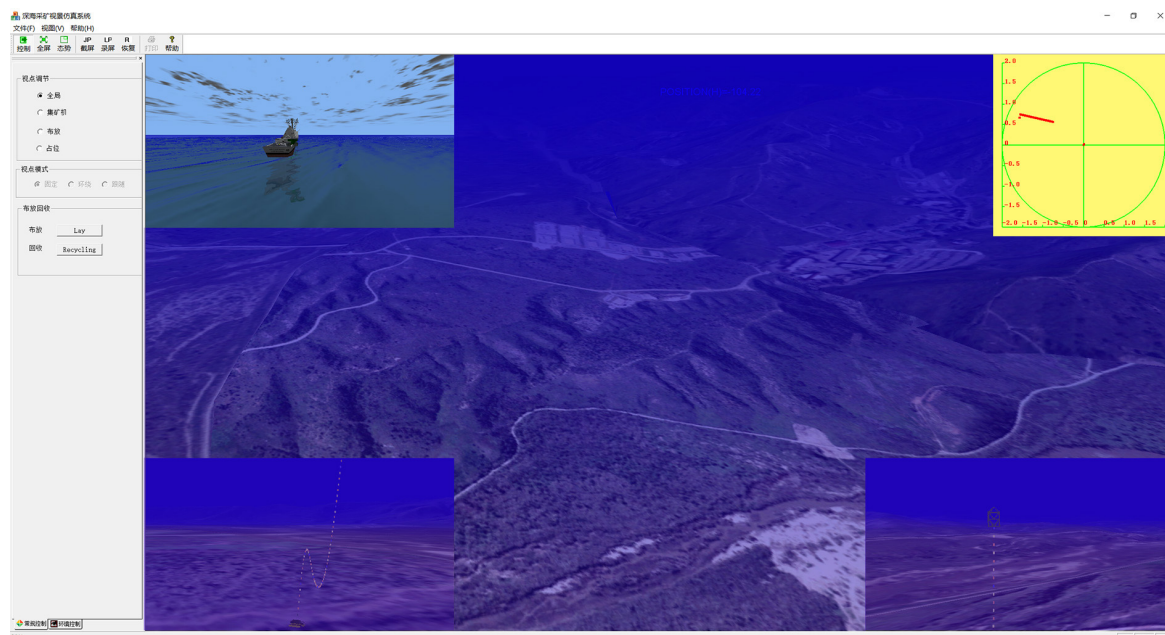 深海采矿视景仿真系统
文件(F) 视图(V) 帮助(H)
JP LP R ?
控制 全屏 态势 截屏 录屏 恢复 打印 帮助
视点调节
全局
集矿机
布放
占位
视点模式
固定 环绕 跟随
布放回收
布放 Lay
回收 Recycling
常规控制 环境控制
2.0
1.5
1.0
0.5
0
-0.5
-1.0
-1.5
-2.0 -1.5 -1.0 -0.5 0 0.5 1.0 1.5